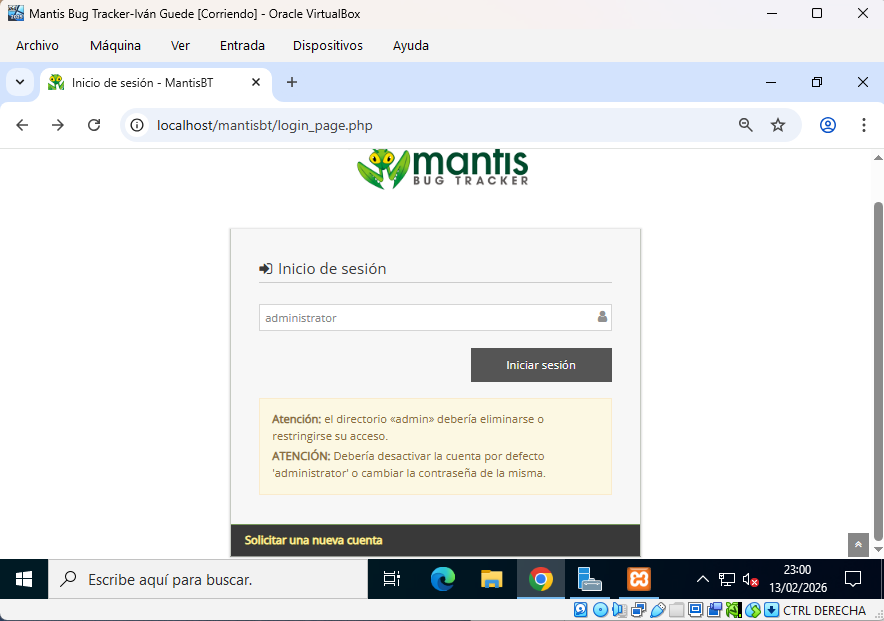 Mantis Bug Tracker-Iván Guede [Corriendo] - Oracle VirtualBox
Archivo Máquina Ver Entrada Dispositivos Ayuda
Inicio de sesión - MantisBT
localhost/mantisbt/login_page.php
mantis
BUG TRACKER
Inicio de sesión
administrator
Iniciar sesión
Atención: el directorio «admin» debería eliminarse o
restringirse su acceso.
ATENCIÓN: Debería desactivar la cuenta por defecto
'administrator' o cambiar la contraseña de la misma.
Solicitar una nueva cuenta
Escribe aquí para buscar.
23:00
13/02/2026
CTRL DERECHA